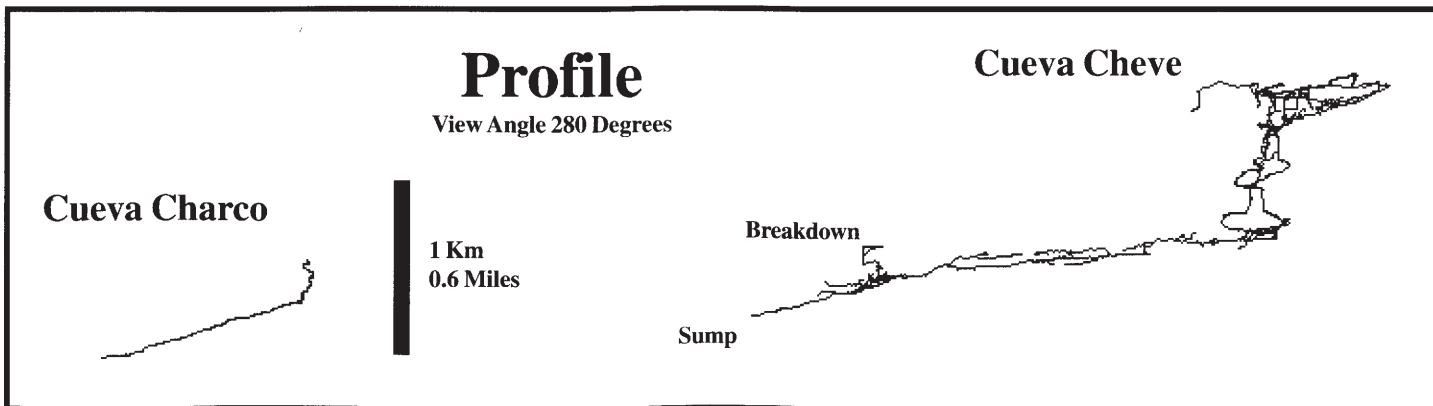 Profile
View Angle 280 Degrees
Cueva Cheve
Cueva Charco
1 Km
0.6 Miles
Breakdown
Sump